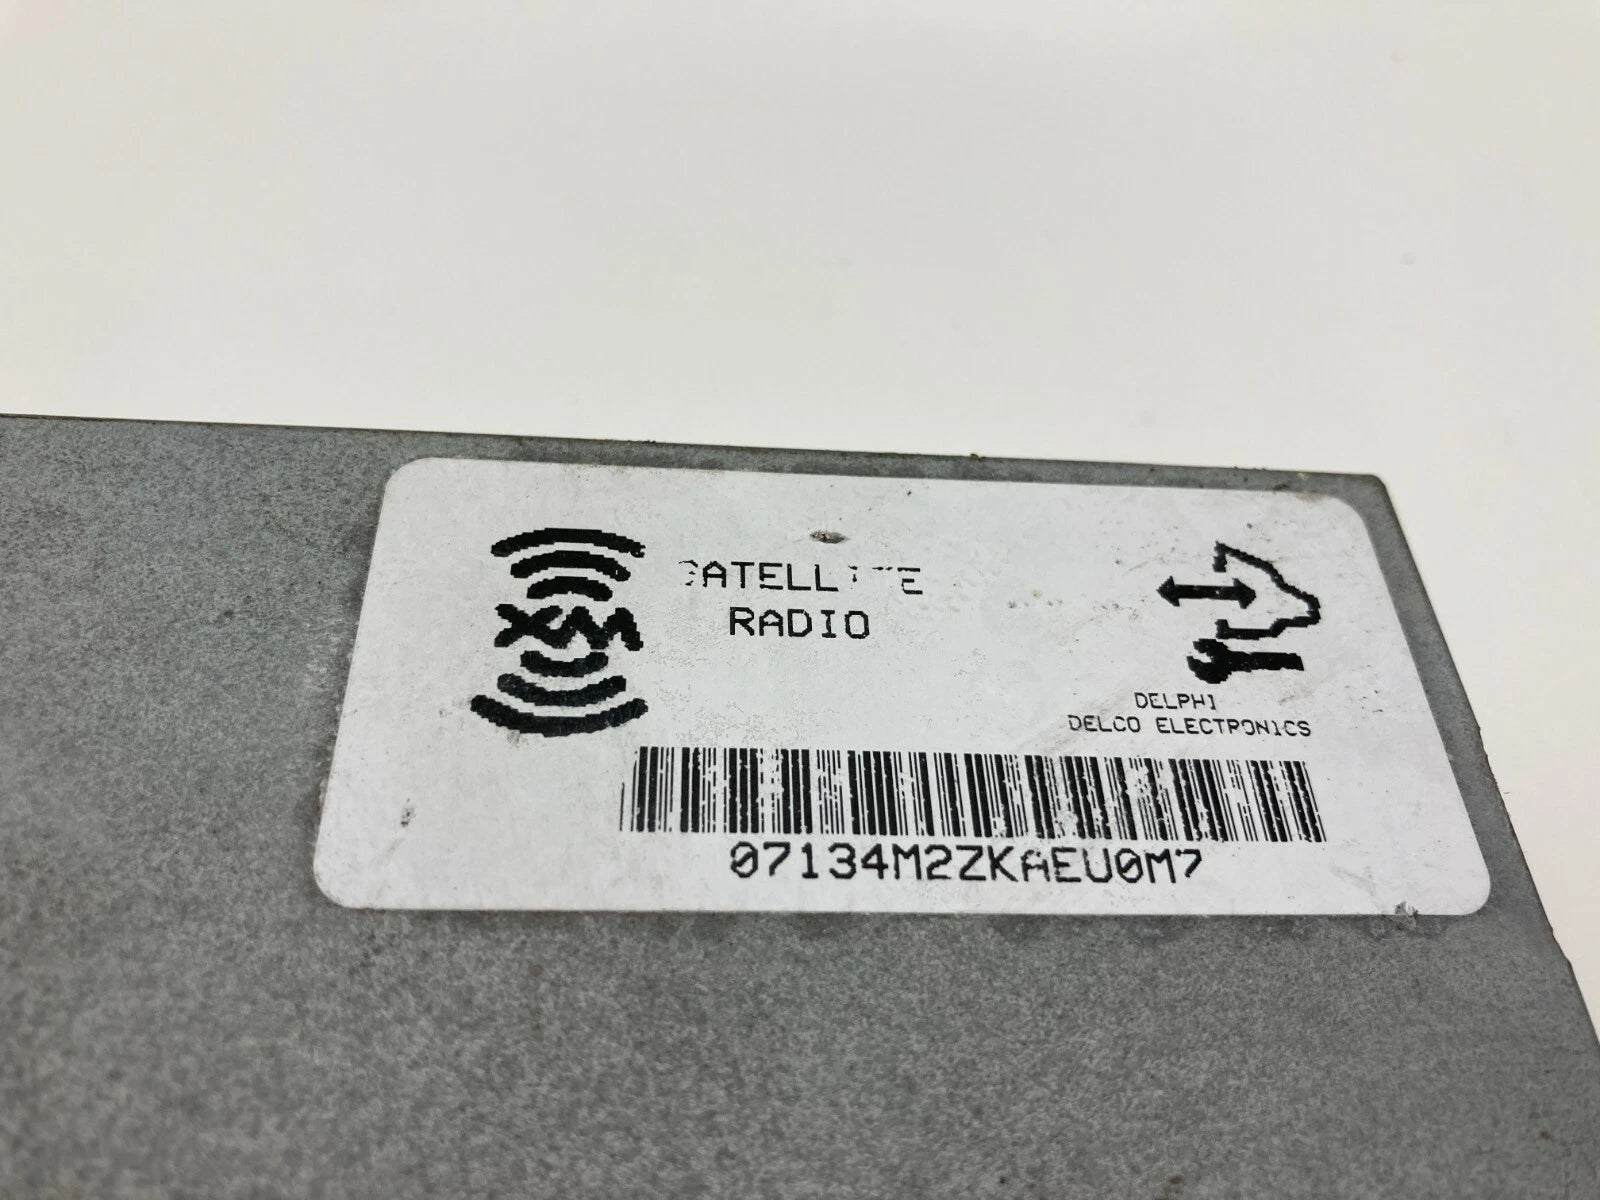 XM
SATELLITE
RADIO
DELPHI
DELCO ELECTRONICS
07134M2ZKAEU0M7